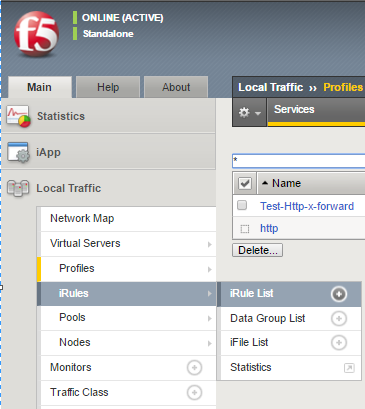 f5
ONLINE (ACTIVE)
Standalone
Main
Help
About
Statistics
iApp
Local Traffic
Network Map
Virtual Servers
Profiles
iRules
Pools
Nodes
Monitors
Traffic Class
Local Traffic ›› Profiles
Services
*
Name
Test-Http-x-forward
http
Delete...
iRule List
Data Group List
iFile List
Statistics